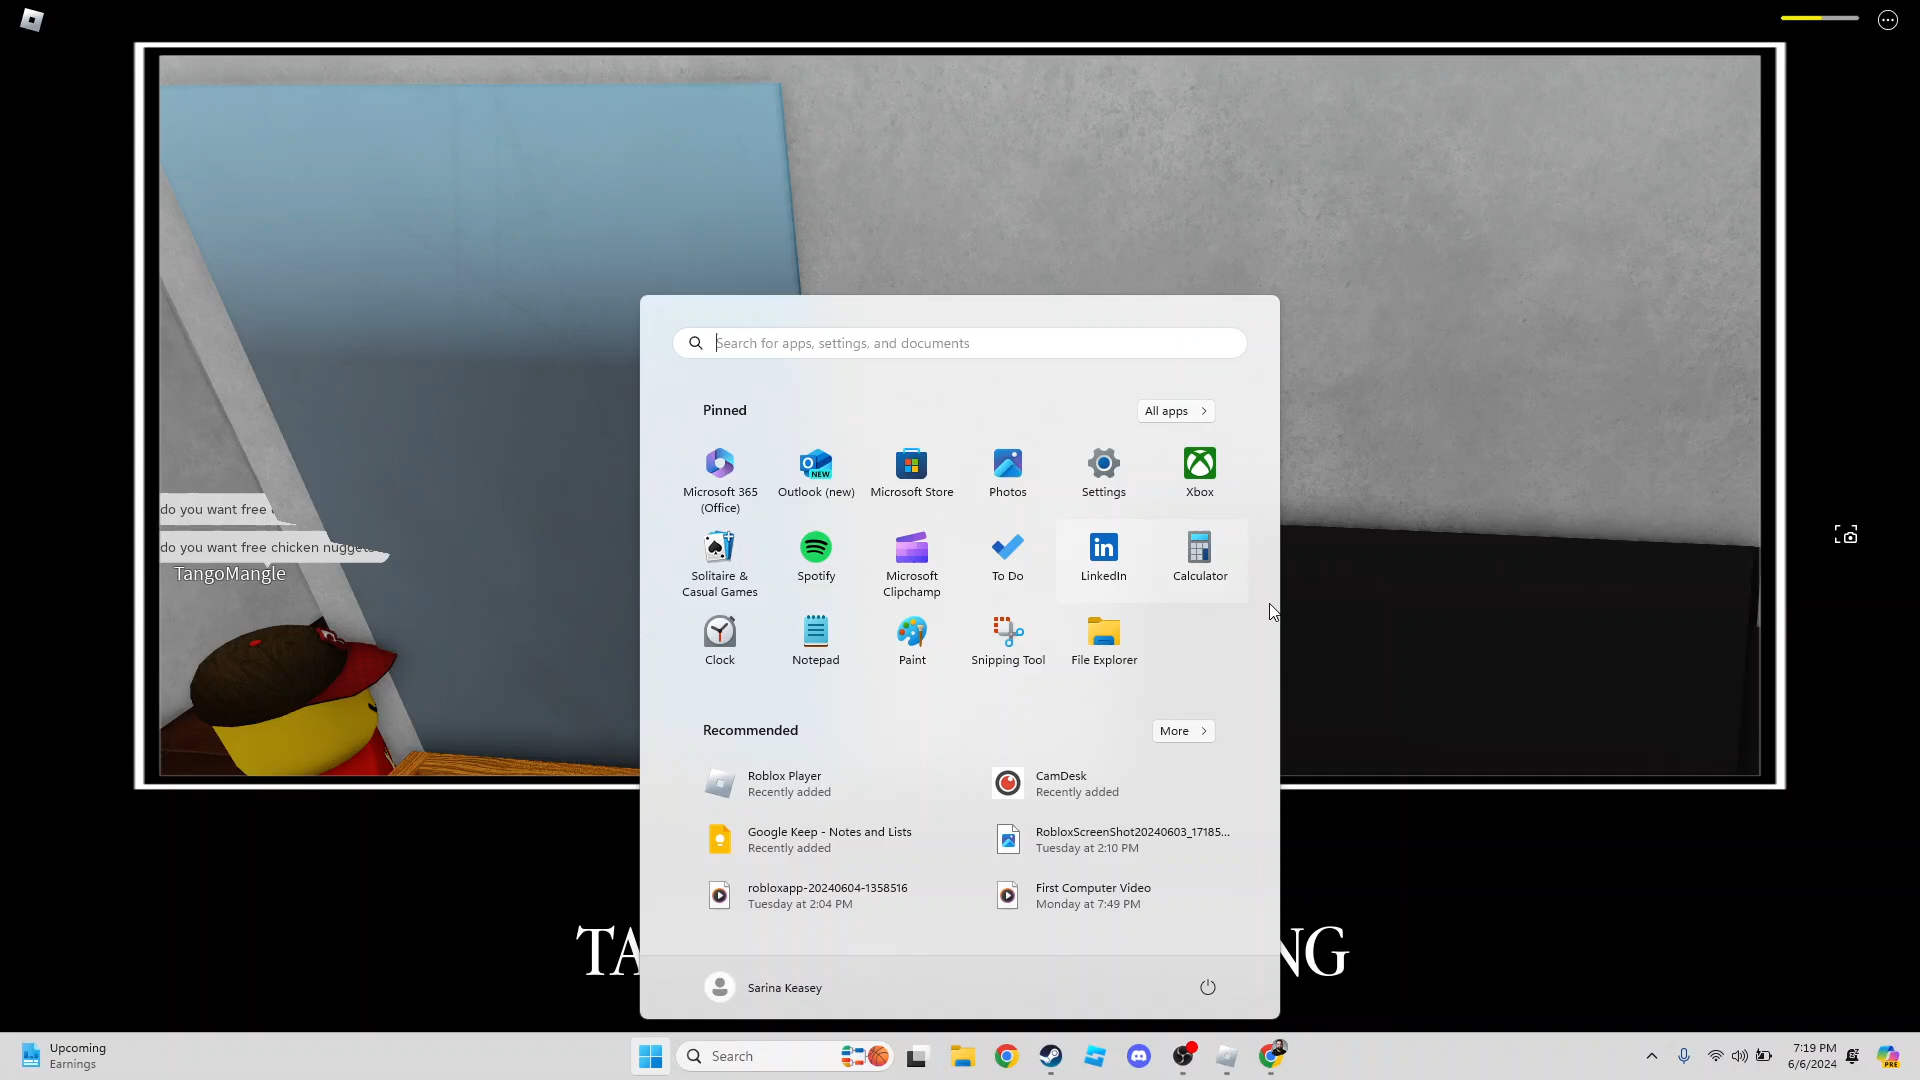 do you want free
do you want free chicken nuggets
TangoMangle
Search for apps, settings, and documents
Pinned
All apps
Microsoft 365
(Office)
Outlook (new)
Microsoft Store
Photos
Settings
Xbox
Solitaire &
Casual Games
Spotify
Microsoft
Clipchamp
To Do
LinkedIn
Calculator
Clock
Notepad
Paint
Snipping Tool
File Explorer
Recommended
More
Roblox Player
Recently added
CamDesk
Recently added
Google Keep - Notes and Lists
Recently added
RobloxScreenShot20240603_17185...
Tuesday at 2:10 PM
robloxapp-20240604-1358516
Tuesday at 2:04 PM
First Computer Video
Monday at 7:49 PM
TA
NG
Sarina Keasey
Upcoming
Earnings
Search
7:19 PM
6/6/2024